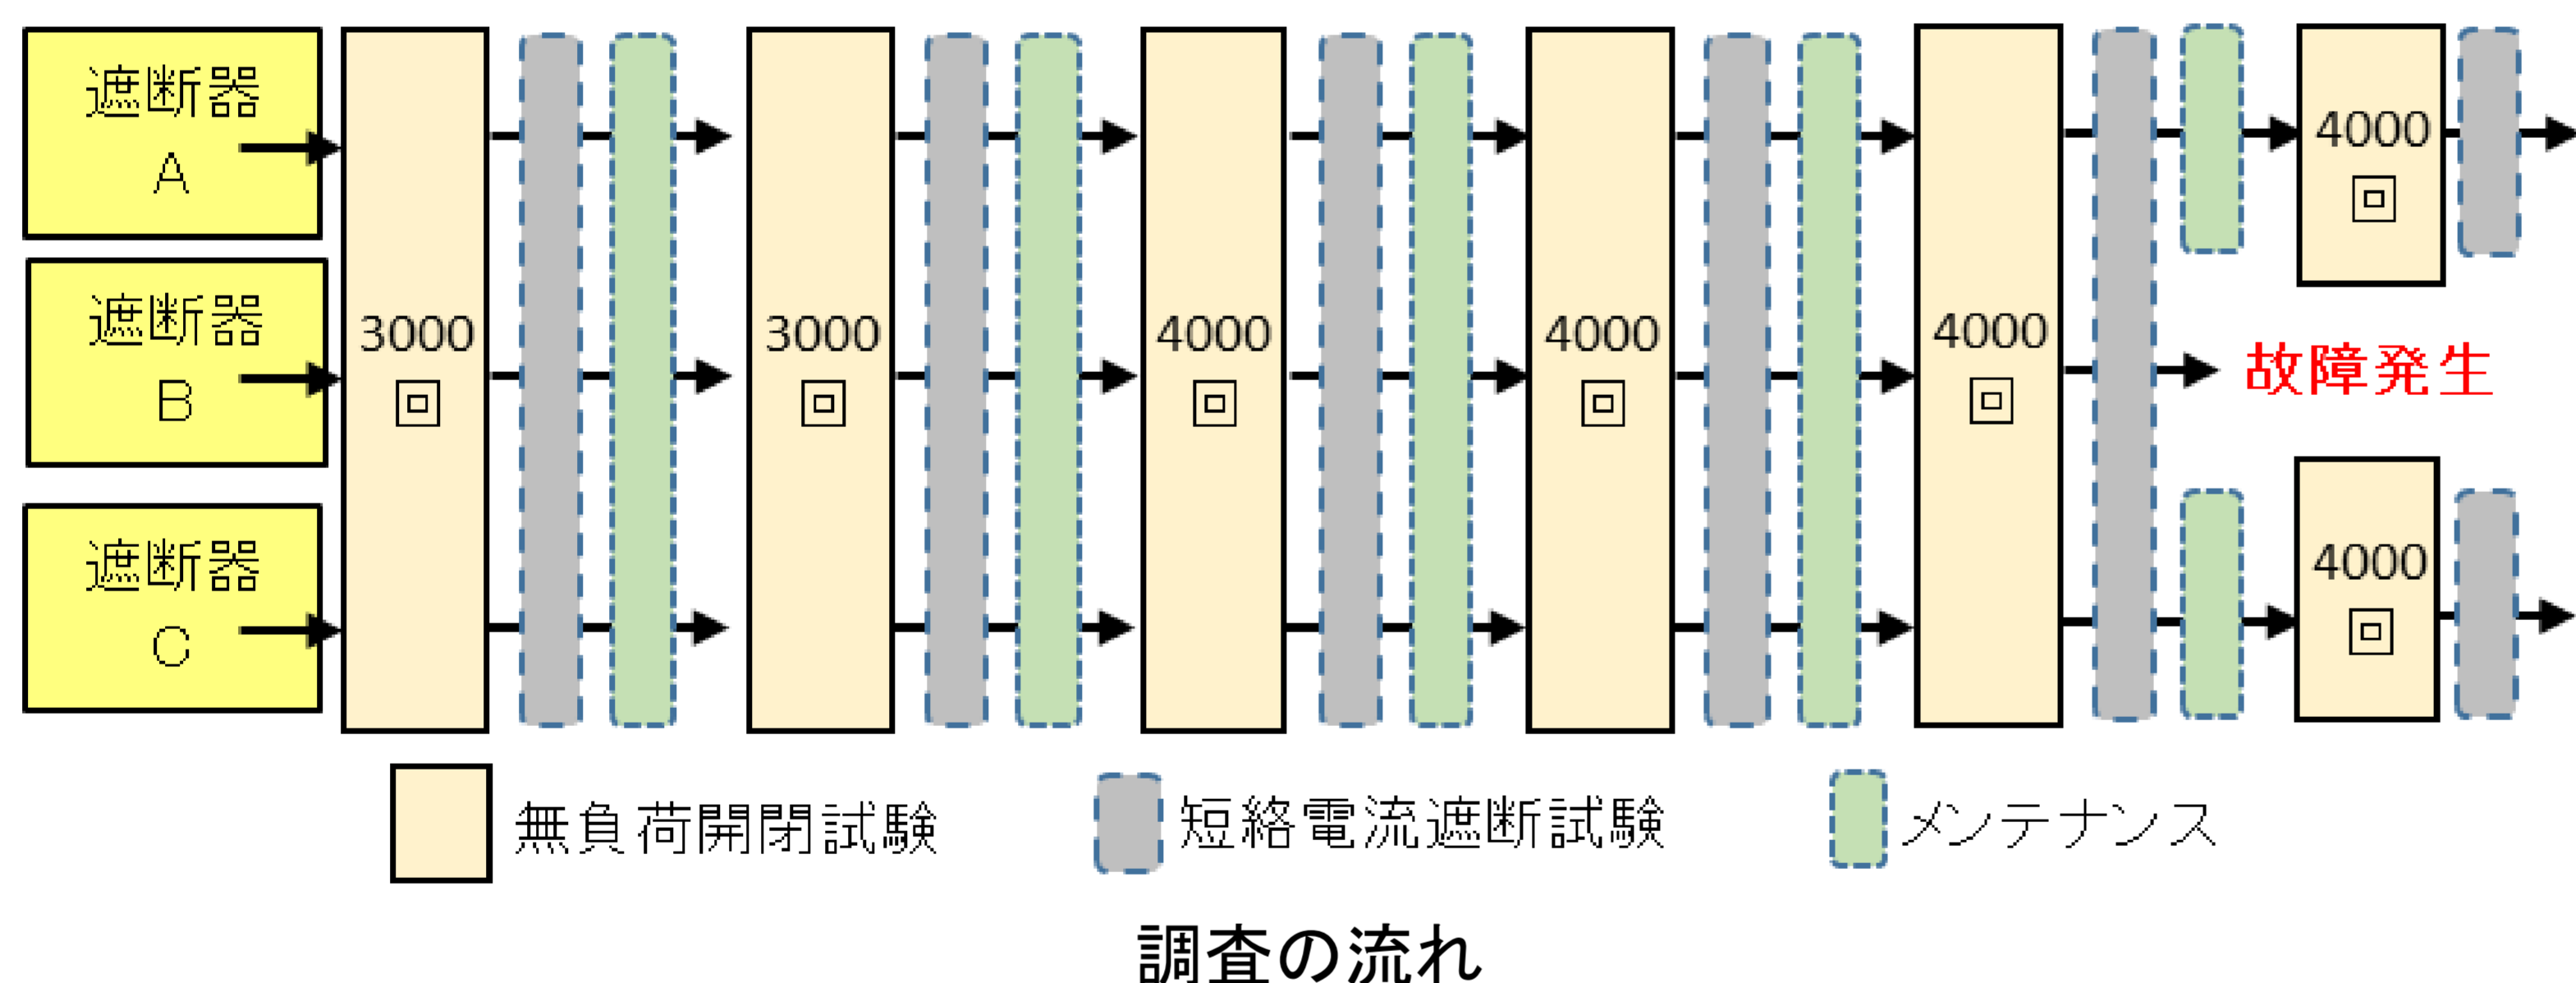 遮断器
A
遮断器
B
遮断器
C
3000
回
3000
回
4000
回
4000
回
4000
回
4000
回
故障発生
4000
回
無負荷開閉試験
短絡電流遮断試験
メンテナンス
調査の流れ